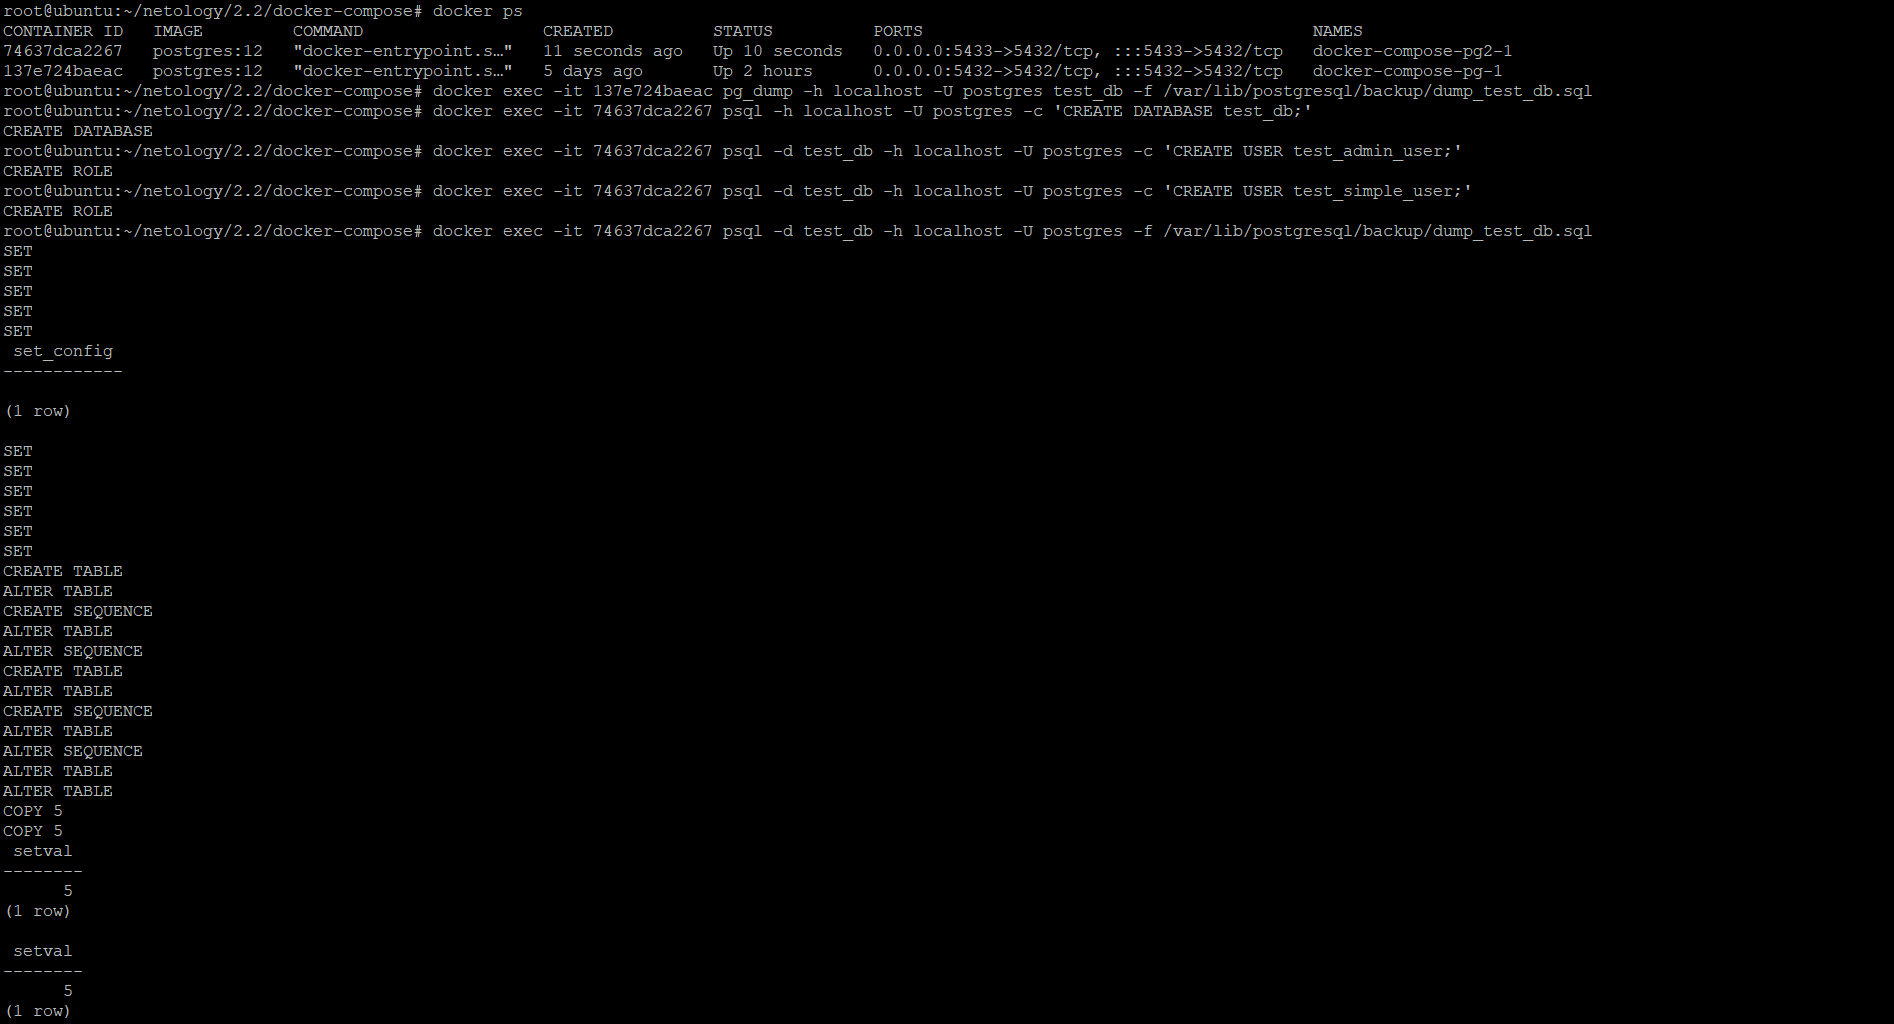 root@ubuntu:~/netology/2.2/docker-compose# docker ps
CONTAINER ID   IMAGE         COMMAND                  CREATED          STATUS          PORTS                                       NAMES
74637dca2267   postgres:12   "docker-entrypoint.s…"   11 seconds ago   Up 10 seconds   0.0.0.0:5433->5432/tcp, :::5433->5432/tcp   docker-compose-pg2-1
137e724baeac   postgres:12   "docker-entrypoint.s…"   5 days ago       Up 2 hours      0.0.0.0:5432->5432/tcp, :::5432->5432/tcp   docker-compose-pg-1
root@ubuntu:~/netology/2.2/docker-compose# docker exec -it 137e724baeac pg_dump -h localhost -U postgres test_db -f /var/lib/postgresql/backup/dump_test_db.sql
root@ubuntu:~/netology/2.2/docker-compose# docker exec -it 74637dca2267 psql -h localhost -U postgres -c 'CREATE DATABASE test_db;'
CREATE DATABASE
root@ubuntu:~/netology/2.2/docker-compose# docker exec -it 74637dca2267 psql -d test_db -h localhost -U postgres -c 'CREATE USER test_admin_user;'
CREATE ROLE
root@ubuntu:~/netology/2.2/docker-compose# docker exec -it 74637dca2267 psql -d test_db -h localhost -U postgres -c 'CREATE USER test_simple_user;'
CREATE ROLE
root@ubuntu:~/netology/2.2/docker-compose# docker exec -it 74637dca2267 psql -d test_db -h localhost -U postgres -f /var/lib/postgresql/backup/dump_test_db.sql
SET
SET
SET
SET
SET
 set_config
------------

(1 row)

SET
SET
SET
SET
SET
SET
CREATE TABLE
ALTER TABLE
CREATE SEQUENCE
ALTER TABLE
ALTER SEQUENCE
CREATE TABLE
ALTER TABLE
CREATE SEQUENCE
ALTER TABLE
ALTER SEQUENCE
ALTER TABLE
ALTER TABLE
COPY 5
COPY 5
 setval
--------
      5
(1 row)

 setval
--------
      5
(1 row)